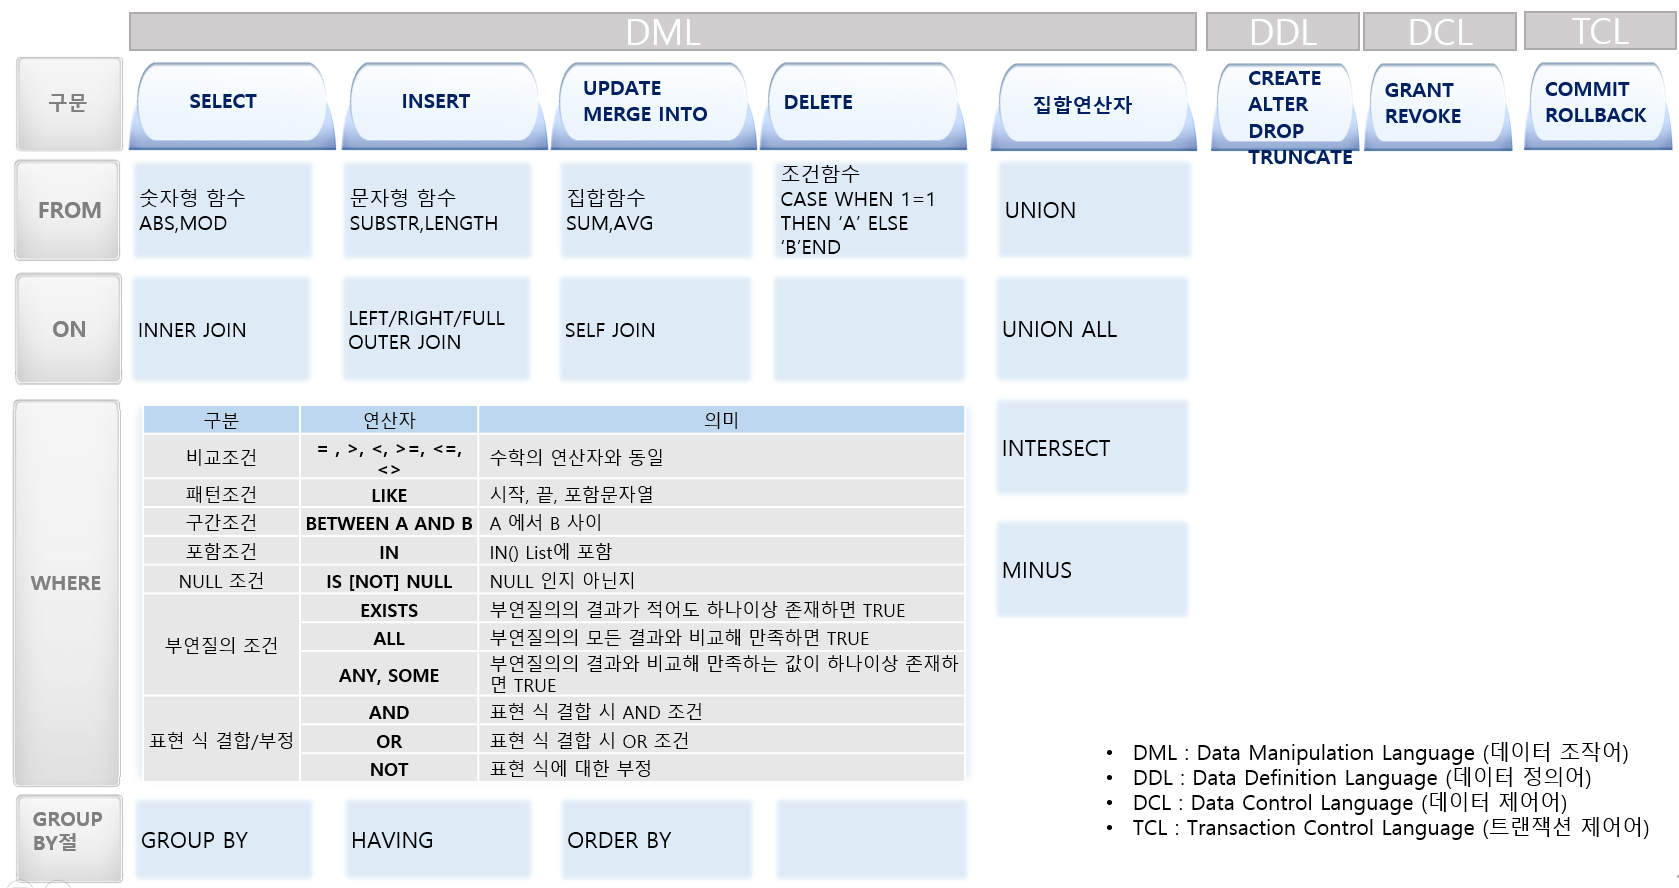 DML
DDL
DCL
TCL
구문
SELECT
INSERT
UPDATE
MERGE INTO
DELETE
집합연산자
CREATE
ALTER
DROP
TRUNCATE
GRANT
REVOKE
COMMIT
ROLLBACK
FROM
숫자형 함수
ABS,MOD
문자형 함수
SUBSTR,LENGTH
집합함수
SUM,AVG
조건함수
CASE WHEN 1=1
THEN ‘A’ ELSE
‘B’END
UNION
ON
INNER JOIN
LEFT/RIGHT/FULL
OUTER JOIN
SELF JOIN
UNION ALL
WHERE
구분
연산자
의미
비교조건
= , >, <, >=, <=,
<>
수학의 연산자와 동일
패턴조건
LIKE
시작, 끝, 포함문자열
구간조건
BETWEEN A AND B
A 에서 B 사이
포함조건
IN
IN() List에 포함
NULL 조건
IS [NOT] NULL
NULL 인지 아닌지
부연질의 조건
EXISTS
부연질의의 결과가 적어도 하나이상 존재하면 TRUE
ALL
부연질의의 모든 결과와 비교해 만족하면 TRUE
ANY, SOME
부연질의의 결과와 비교해 만족하는 값이 하나이상 존재하
면 TRUE
표현 식 결합/부정
AND
표현 식 결합 시 AND 조건
OR
표현 식 결합 시 OR 조건
NOT
표현 식에 대한 부정
INTERSECT
MINUS
GROUP
BY절
GROUP BY
HAVING
ORDER BY
• DML : Data Manipulation Language (데이터 조작어)
• DDL : Data Definition Language (데이터 정의어)
• DCL : Data Control Language (데이터 제어어)
• TCL : Transaction Control Language (트랜잭션 제어어)